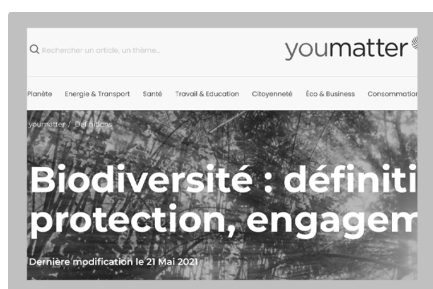 Rechercher un article, un thème...
youmatter
Planète Energie & Transport Santé Travail & Education Citoyenneté Éco & Business Consommation
youmatter / Définitions
Biodiversité : définiti
protection, engagem
Dernière modification le 21 Mai 2021